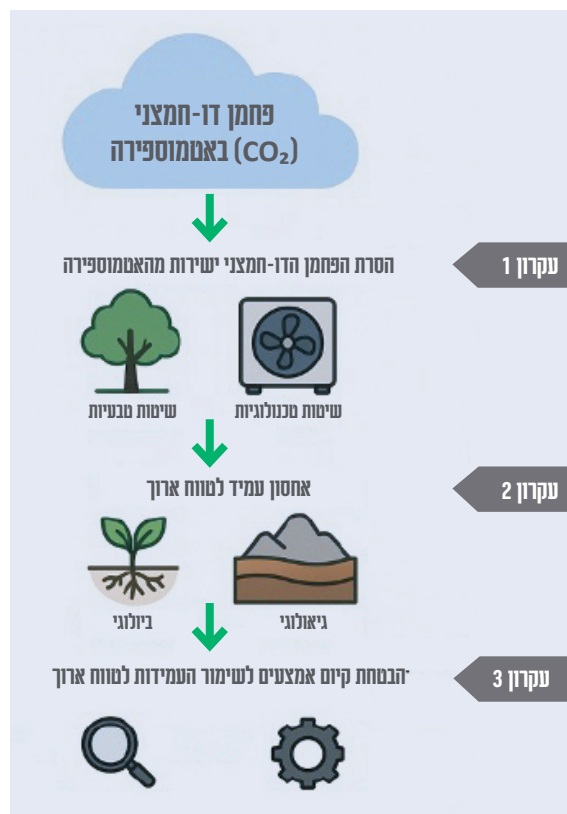 פחמן דו-חמצני
(CO₂) באטמוספירה
עקרון 1
הסרת הפחמן הדו-חמצני ישירות מהאטמוספירה
שיטות טכנולוגיות
שיטות טבעיות
עקרון 2
אחסון עמיד לטווח ארוך
גיאולוגי
ביולוגי
עקרון 3
הבטחת קיום אמצעים לשימור העמידות לטווח ארוך